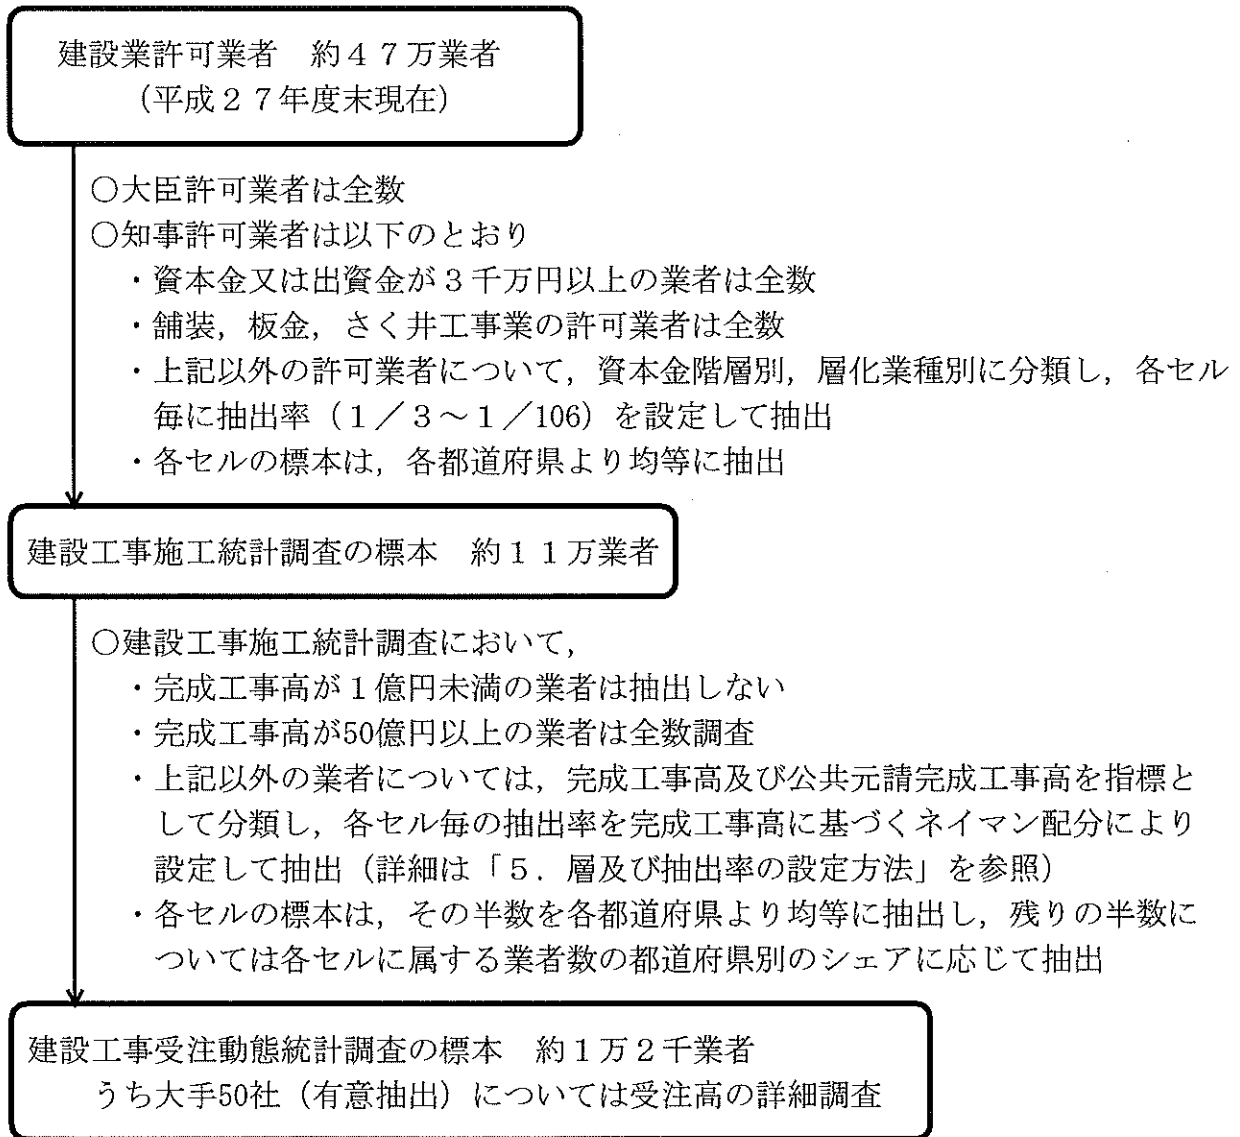 建設業許可業者　約４７万業者
（平成２７年度末現在）
○大臣許可業者は全数
○知事許可業者は以下のとおり
・資本金又は出資金が３千万円以上の業者は全数
・舗装，板金，さく井工事業の許可業者は全数
・上記以外の許可業者について，資本金階層別，層化業種別に分類し，各セル
毎に抽出率（１／３～１／106）を設定して抽出
・各セルの標本は，各都道府県より均等に抽出
建設工事施工統計調査の標本　約１１万業者
○建設工事施工統計調査において，
・完成工事高が１億円未満の業者は抽出しない
・完成工事高が50億円以上の業者は全数調査
・上記以外の業者については，完成工事高及び公共元請完成工事高を指標と
して分類し，各セル毎の抽出率を完成工事高に基づくネイマン配分により
設定して抽出（詳細は「５．層及び抽出率の設定方法」を参照）
・各セルの標本は，その半数を各都道府県より均等に抽出し，残りの半数に
ついては各セルに属する業者数の都道府県別のシェアに応じて抽出
建設工事受注動態統計調査の標本　約１万２千業者
うち大手50社（有意抽出）については受注高の詳細調査